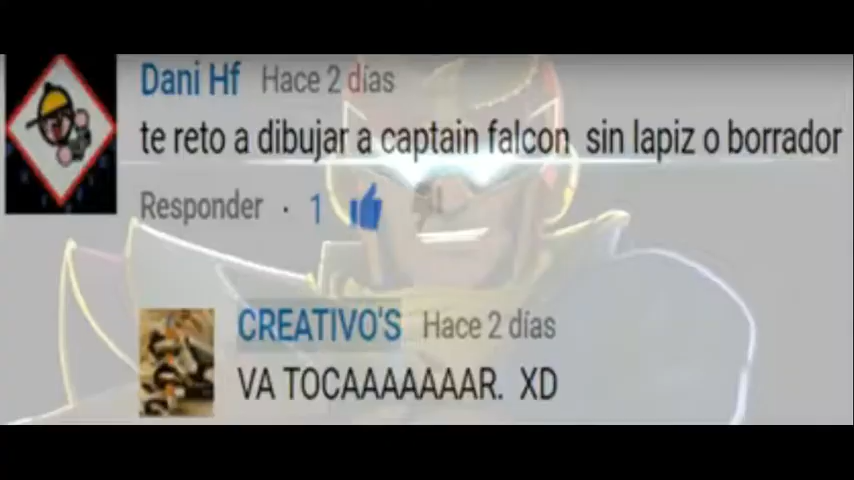 Dani Hf Hace 2 días
te reto a dibujar a captain falcon sin lapiz o borrador
Responder · 1
CREATIVO'S Hace 2 días
VA TOCAAAAAAAR. XD